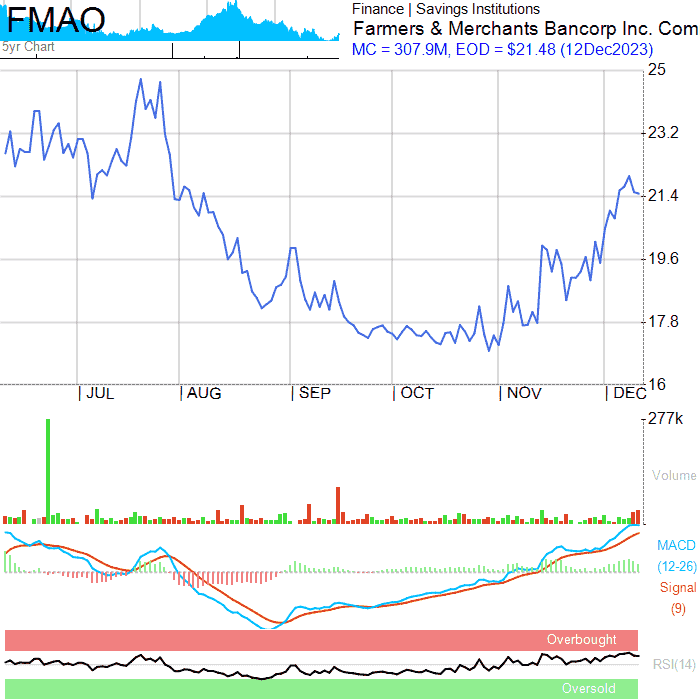 FMAO
5yr Chart
Finance | Savings Institutions
Farmers & Merchants Bancorp Inc. Com
MC = 307.9M, EOD = $21.48 (12Dec2023)
25
23.2
21.4
19.6
17.8
16
JUL
AUG
SEP
OCT
NOV
DEC
277k
Volume
MACD
(12-26)
Signal
(9)
Overbought
RSI(14)
Oversold